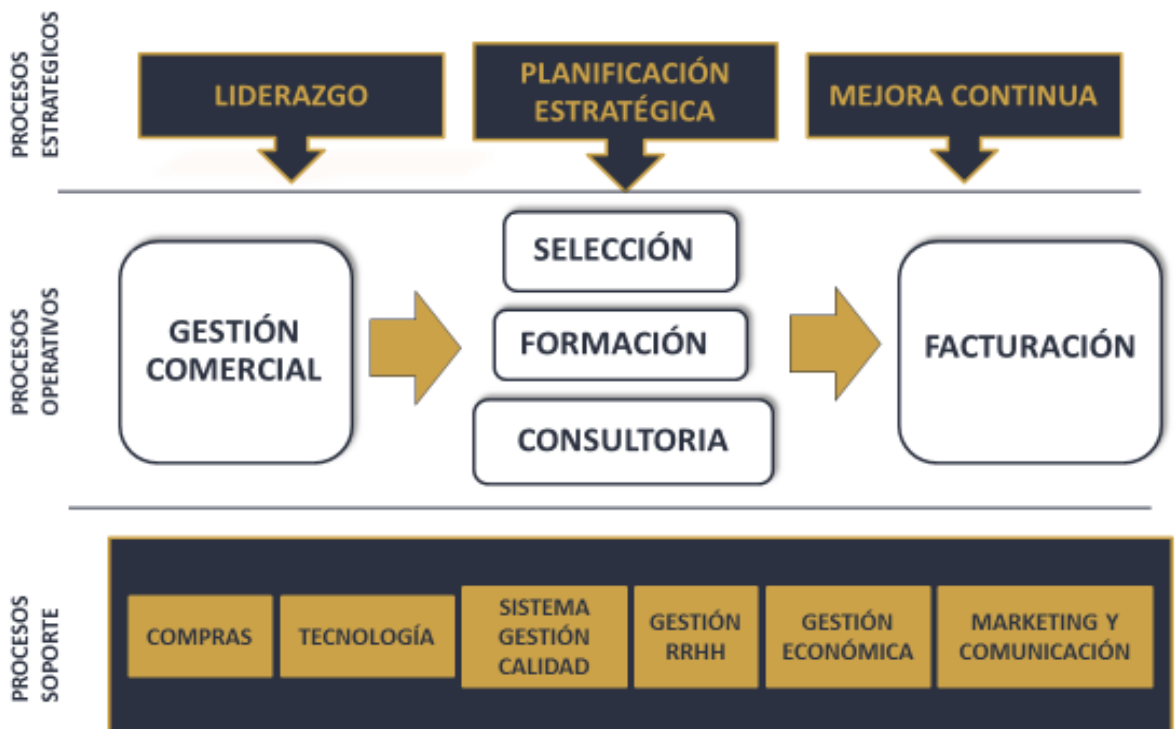 PROCESOS
ESTRATEGICOS
LIDERAZGO
PLANIFICACIÓN
ESTRATÉGICA
MEJORA CONTINUA
PROCESOS
OPERATIVOS
GESTIÓN
COMERCIAL
SELECCIÓN
FORMACIÓN
CONSULTORIA
FACTURACIÓN
PROCESOS
SOPORTE
COMPRAS
TECNOLOGÍA
SISTEMA
GESTIÓN
CALIDAD
GESTIÓN
RRHH
GESTIÓN
ECONÓMICA
MARKETING Y
COMUNICACIÓN